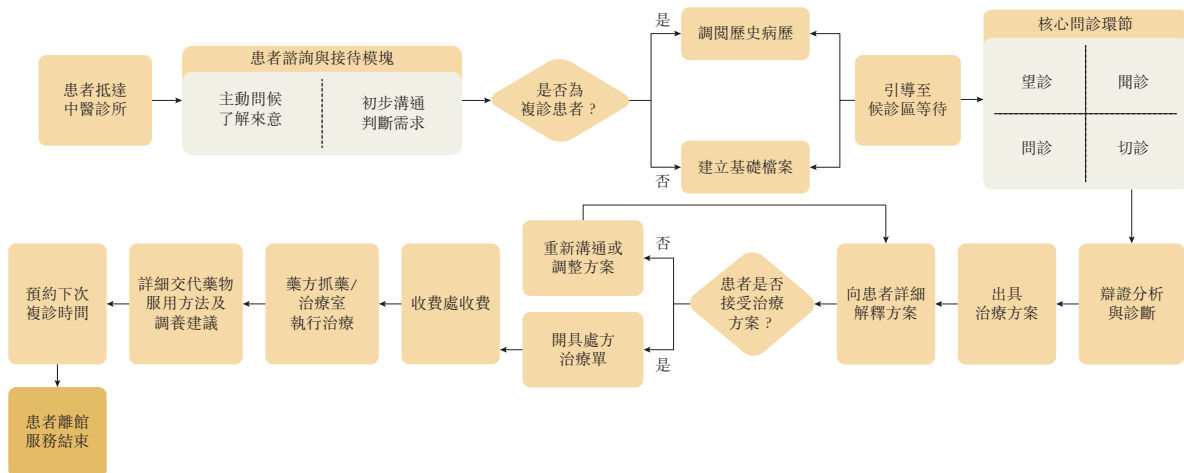 患者抵達
中醫診所
患者諮詢與接待模塊
主動問候
了解來意
初步溝通
判斷需求
是否為
複診患者？
是
調閱歷史病歷
否
建立基礎檔案
引導至
候診區等待
核心問診環節
望診
聞診
問診
切診
辯證分析
與診斷
出具
治療方案
向患者詳細
解釋方案
患者是否
接受治療
方案？
否
重新溝通或
調整方案
是
開具處方
治療單
收費處收費
藥方抓藥/
治療室
執行治療
詳細交代藥物
服用方法及
調養建議
預約下次
複診時間
患者離館
服務結束